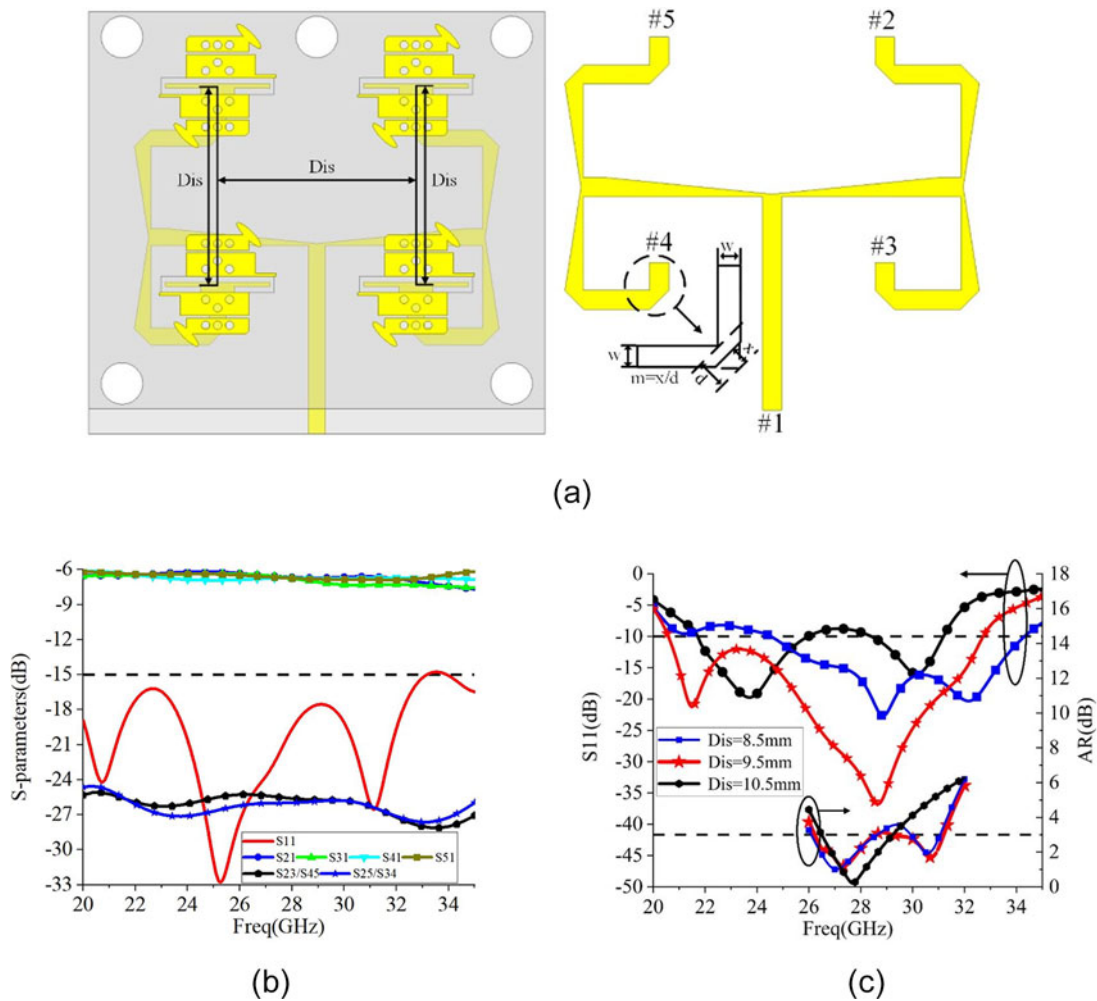 #5
#2
Dis
Dis
Dis
#4
#3
w
w
x
d
m=x/d
#1
(a)
-6
-9
-12
-15
-18
-21
-24
-27
-30
-33
S-parameters(dB)
S11
S21 S31 S41 S51
S23/S45 S25/S34
20 22 24 26 28 30 32 34
Freq(GHz)
(b)
0
-5
-10
-15
-20
-25
-30
-35
-40
-45
-50
S11(dB)
Dis=8.5mm
Dis=9.5mm
Dis=10.5mm
18
16
14
12
10
8
6
4
2
0
AR(dB)
20 22 24 26 28 30 32 34
Freq(GHz)
(c)